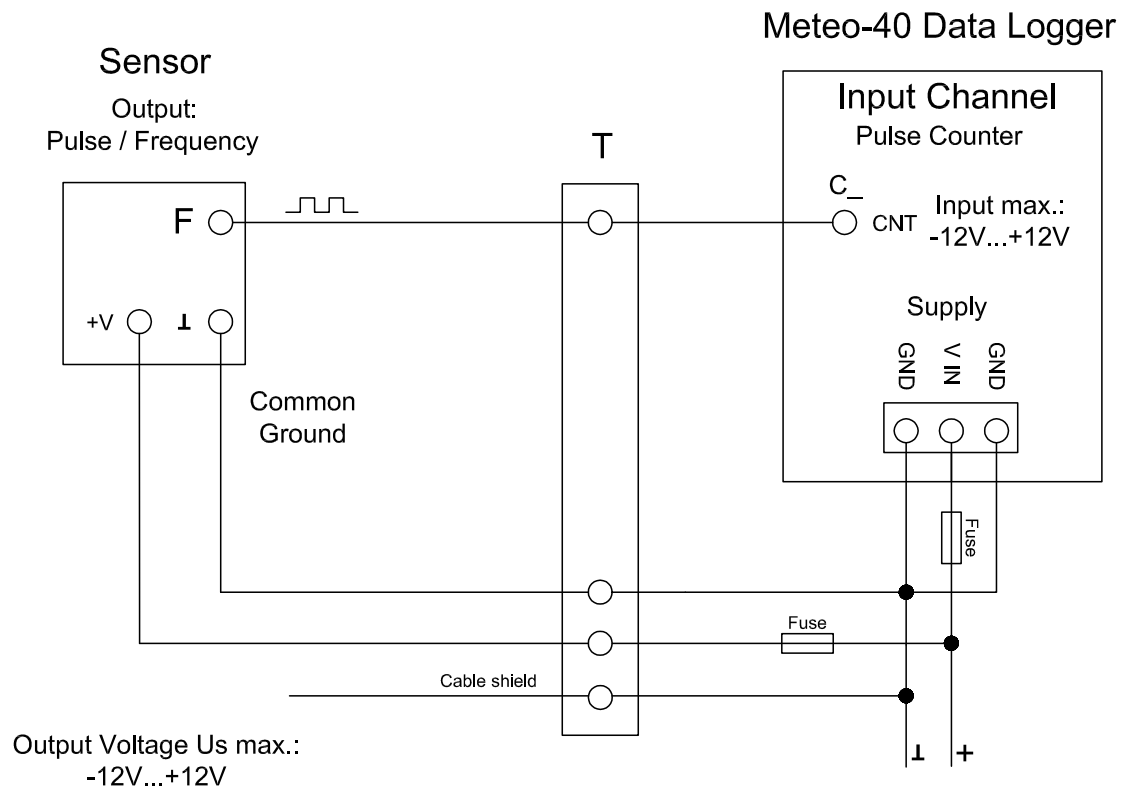 Meteo-40 Data Logger
Sensor
Output:
Pulse / Frequency
T
Input Channel
Pulse Counter
F
C_
CNT
Input max.:
-12V...+12V
+V
⊥
Supply
GND
V IN
GND
Common
Ground
Fuse
Fuse
Cable shield
Output Voltage Us max.:
-12V...+12V
⊥
+